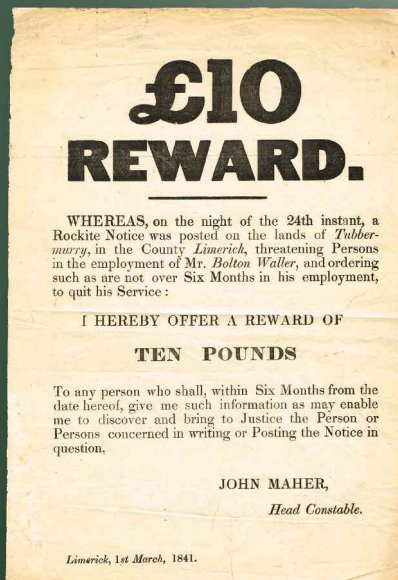 £10
REWARD.
WHEREAS, on the night of the 24th instant, a
Rockite Notice was posted on the lands of Tubber-
murry, in the County Limerick, threatening Persons
in the employment of Mr. Bolton Waller, and ordering
such as are not over Six Months in his employment,
to quit his Service :
I HEREBY OFFER A REWARD OF
TEN POUNDS
To any person who shall, within Six Months from the
date hereof, give me such information as may enable
me to discover and bring to Justice the Person or
Persons concerned in writing or Posting the Notice in
question.
JOHN MAHER,
Head Constable.
Limerick, 1st March, 1841.